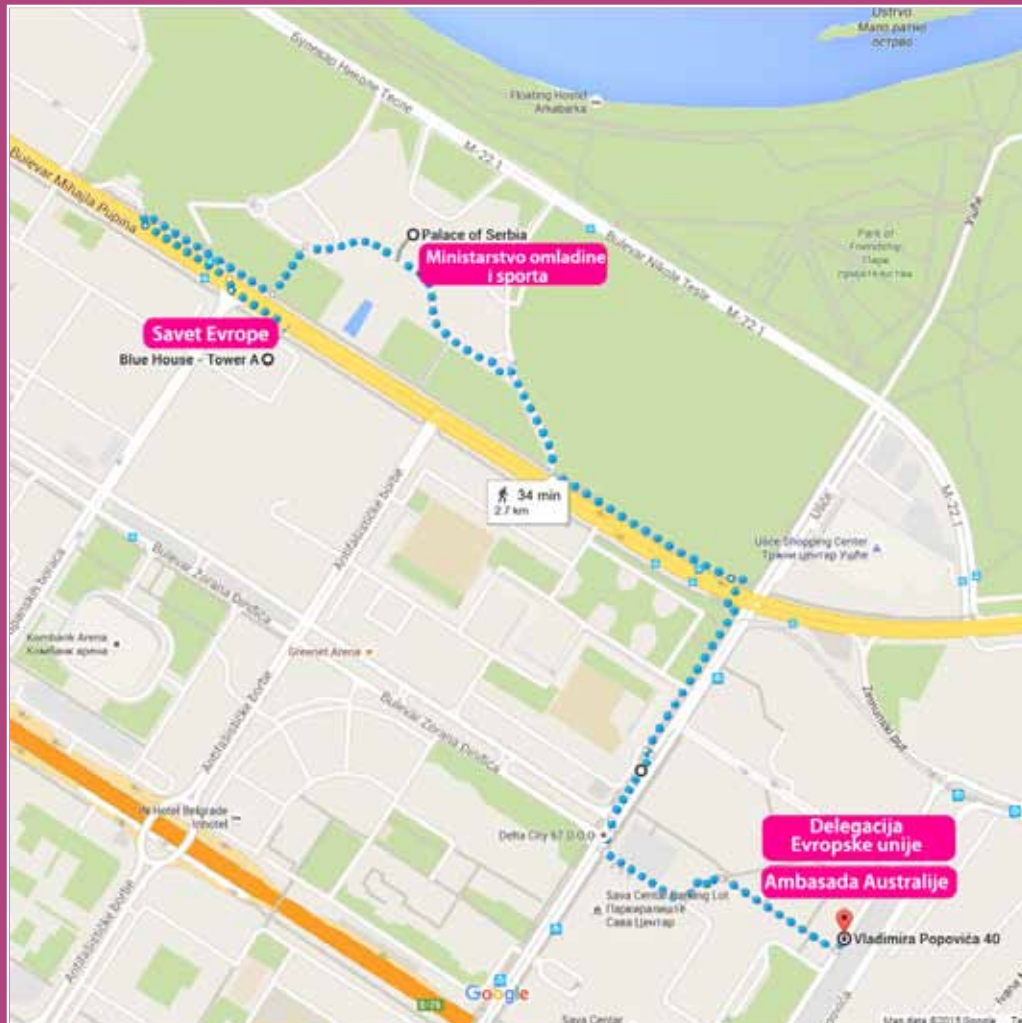 Ostrvo
Мало ратно
острво
Булевар Николе Тесле
M-22.1
Floating Hostel
Arkabarka
Bulevar Mihajla Pupina
Palace of Serbia
Ministarstvo omladine
i sporta
Bulevar Nikole Tesle
M-22.1
Park of
Friendship
Парк
пријатељства
Ушће
Savet Evrope
Blue House - Tower A
34 min
2.7 km
Antifašističke borbe
Ušće
M-22.1
Ušće Shopping Center
Тржни центар Ушће
Bulevar Zorana Đinđića
Kombank Arena
Комбанк арена
Greenet Arena
Bulevar Zorana Đinđića
Zemunski put
Antifašističke borbe
IN Hotel Belgrade
Inhotel
Delta City 67 D.O.O
Delegacija
Evropske unije
Ambasada Australije
Sava Centar Parking Lot
Паркиралиште
Сава Центар
Vladimira Popovića 40
Antifašističke borbe
Google
E-75
Sava Centar
Map data ©2015 Google